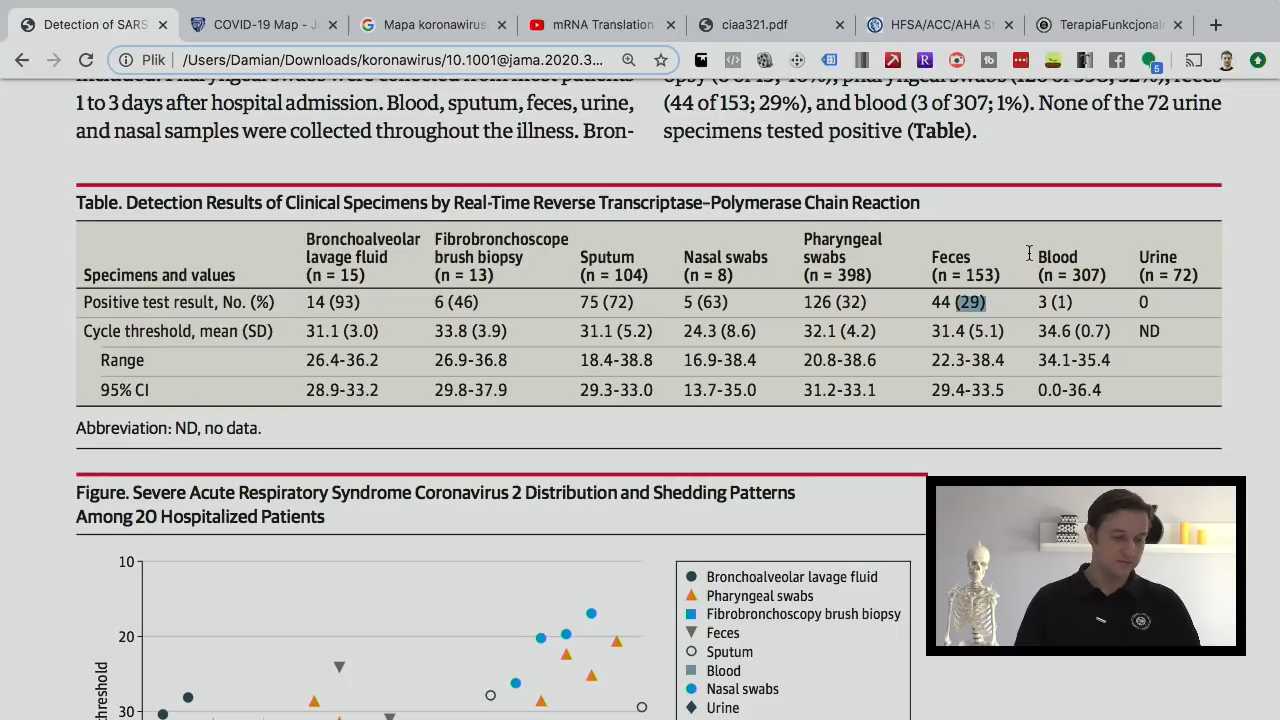 Detection of SARS
COVID-19 Map - J
Mapa koronawirus
mRNA Translation
ciaa321.pdf
HFSA/ACC/AHA St
TerapiaFunkcjonal
Plik
/Users/Damian/Downloads/koronawirus/10.1001@jama.2020.3...
5
1 to 3 days after hospital admission. Blood, sputum, feces, urine,
and nasal samples were collected throughout the illness. Bron-
(44 of 153; 29%), and blood (3 of 307; 1%). None of the 72 urine
specimens tested positive (Table).
Table. Detection Results of Clinical Specimens by Real-Time Reverse Transcriptase–Polymerase Chain Reaction
Specimens and values
Bronchoalveolar
lavage fluid
(n = 15)
Fibrobronchoscope
brush biopsy
(n = 13)
Sputum
(n = 104)
Nasal swabs
(n = 8)
Pharyngeal
swabs
(n = 398)
Feces
(n = 153)
Blood
(n = 307)
Urine
(n = 72)
Positive test result, No. (%) 14 (93) 6 (46) 75 (72) 5 (63) 126 (32) 44 (29) 3 (1) 0
Cycle threshold, mean (SD) 31.1 (3.0) 33.8 (3.9) 31.1 (5.2) 24.3 (8.6) 32.1 (4.2) 31.4 (5.1) 34.6 (0.7) ND
Range 26.4-36.2 26.9-36.8 18.4-38.8 16.9-38.4 20.8-38.6 22.3-38.4 34.1-35.4
95% CI 28.9-33.2 29.8-37.9 29.3-33.0 13.7-35.0 31.2-33.1 29.4-33.5 0.0-36.4
Abbreviation: ND, no data.
Figure. Severe Acute Respiratory Syndrome Coronavirus 2 Distribution and Shedding Patterns
Among 20 Hospitalized Patients
10
20
30
threshold
Bronchoalveolar lavage fluid
Pharyngeal swabs
Fibrobronchoscopy brush biopsy
Feces
Sputum
Blood
Nasal swabs
Urine